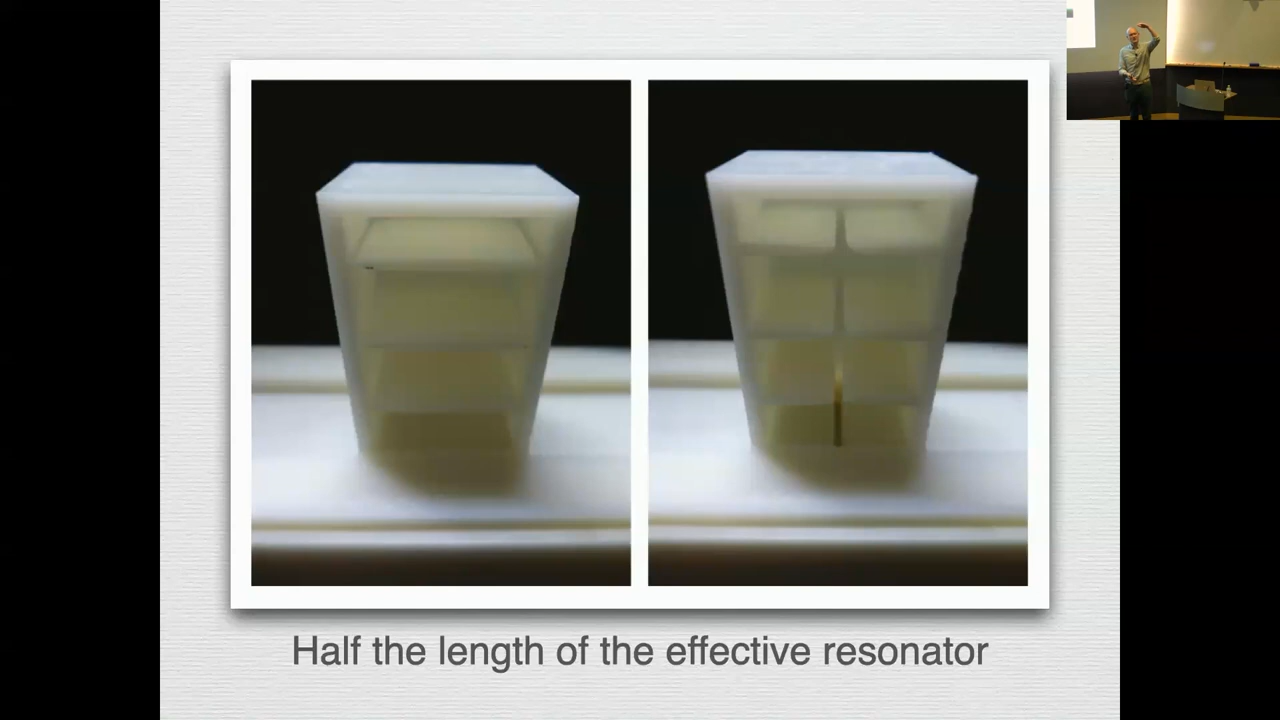 Half the length of the effective resonator